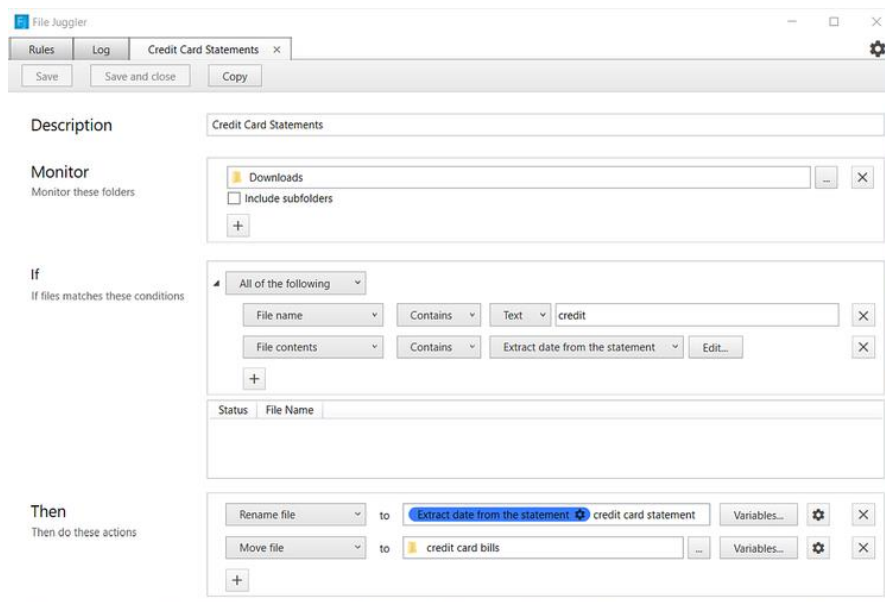 File Juggler
Rules Log Credit Card Statements
Save Save and close Copy
Description Credit Card Statements
Monitor
Monitor these folders
Downloads ...
Include subfolders
If
If files matches these conditions
All of the following
File name Contains Text credit
File contents Contains Extract date from the statement Edit...
Status File Name
Then
Then do these actions
Rename file to Extract date from the statement credit card statement Variables...
Move file to credit card bills ... Variables...